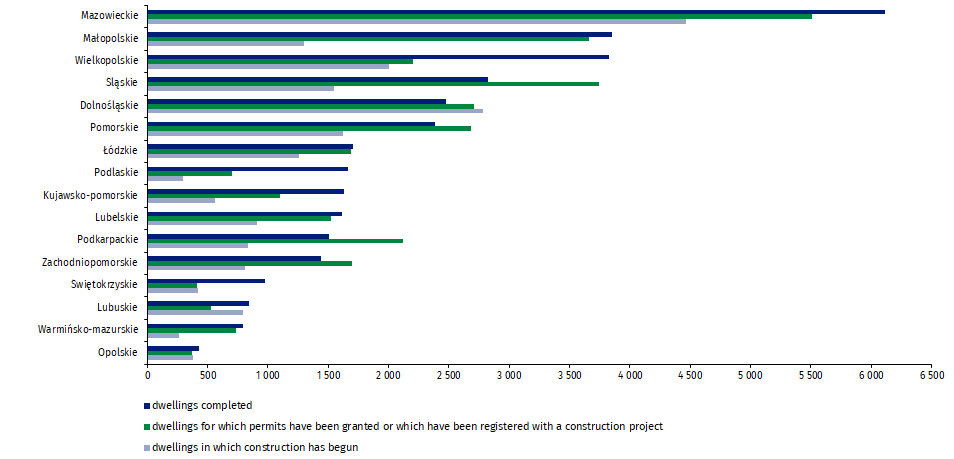 Mazowieckie
Małopolskie
Wielkopolskie
Śląskie
Dolnośląskie
Pomorskie
Łódzkie
Podlaskie
Kujawsko-pomorskie
Lubelskie
Podkarpackie
Zachodniopomorskie
Świętokrzyskie
Lubuskie
Warmińsko-mazurskie
Opolskie
0 500 1 000 1 500 2 000 2 500 3 000 3 500 4 000 4 500 5 000 5 500 6 000 6 500
dwellings completed
dwellings for which permits have been granted or which have been registered with a construction project
dwellings in which construction has begun